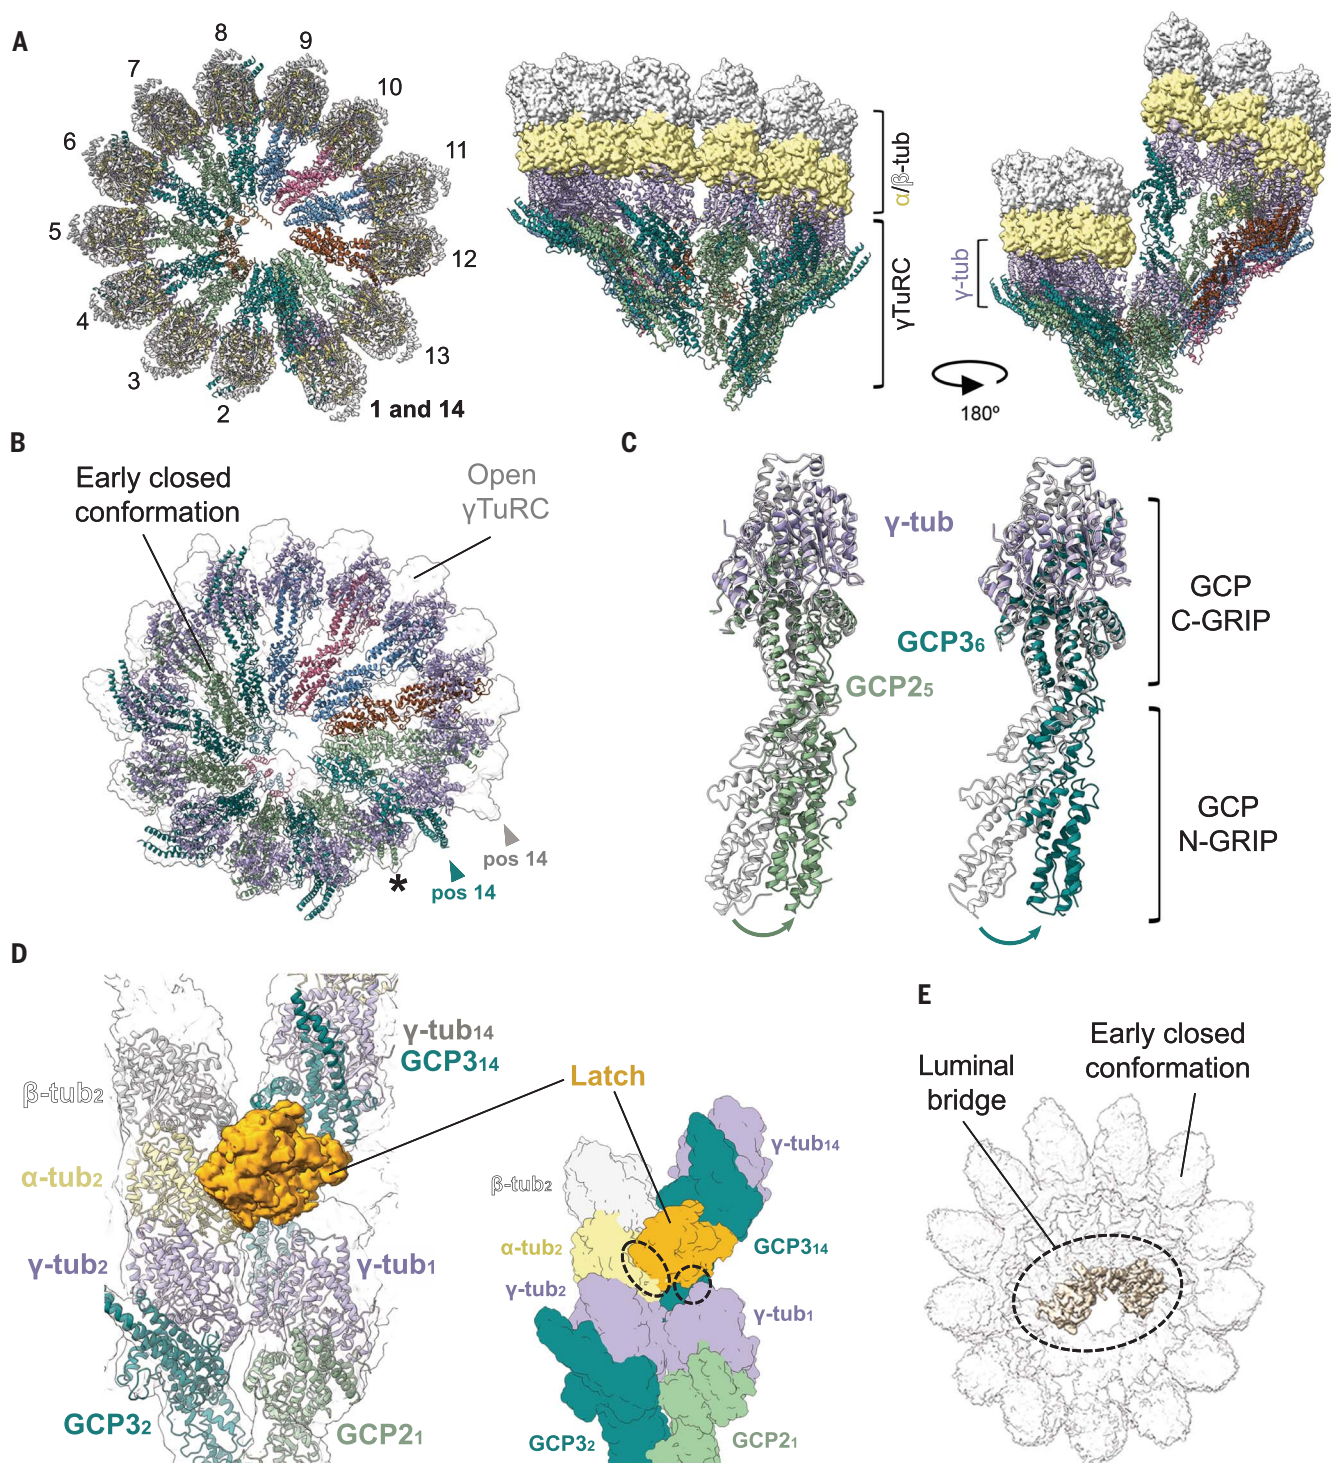 A
8
9
7
10
6
11
5
12
4
13
3
2
1 and 14
α/β-tub
γTuRC
γ-tub
180º
B
Early closed
conformation
Open
γTuRC
pos 14
*
pos 14
C
γ-tub
GCP36
GCP25
GCP
C-GRIP
GCP
N-GRIP
D
γ-tub14
GCP314
β-tub2
α-tub2
γ-tub2
γ-tub1
GCP32
GCP21
Latch
γ-tub14
β-tub2
α-tub2
GCP314
γ-tub2
γ-tub1
GCP32
GCP21
E
Early closed
conformation
Luminal
bridge